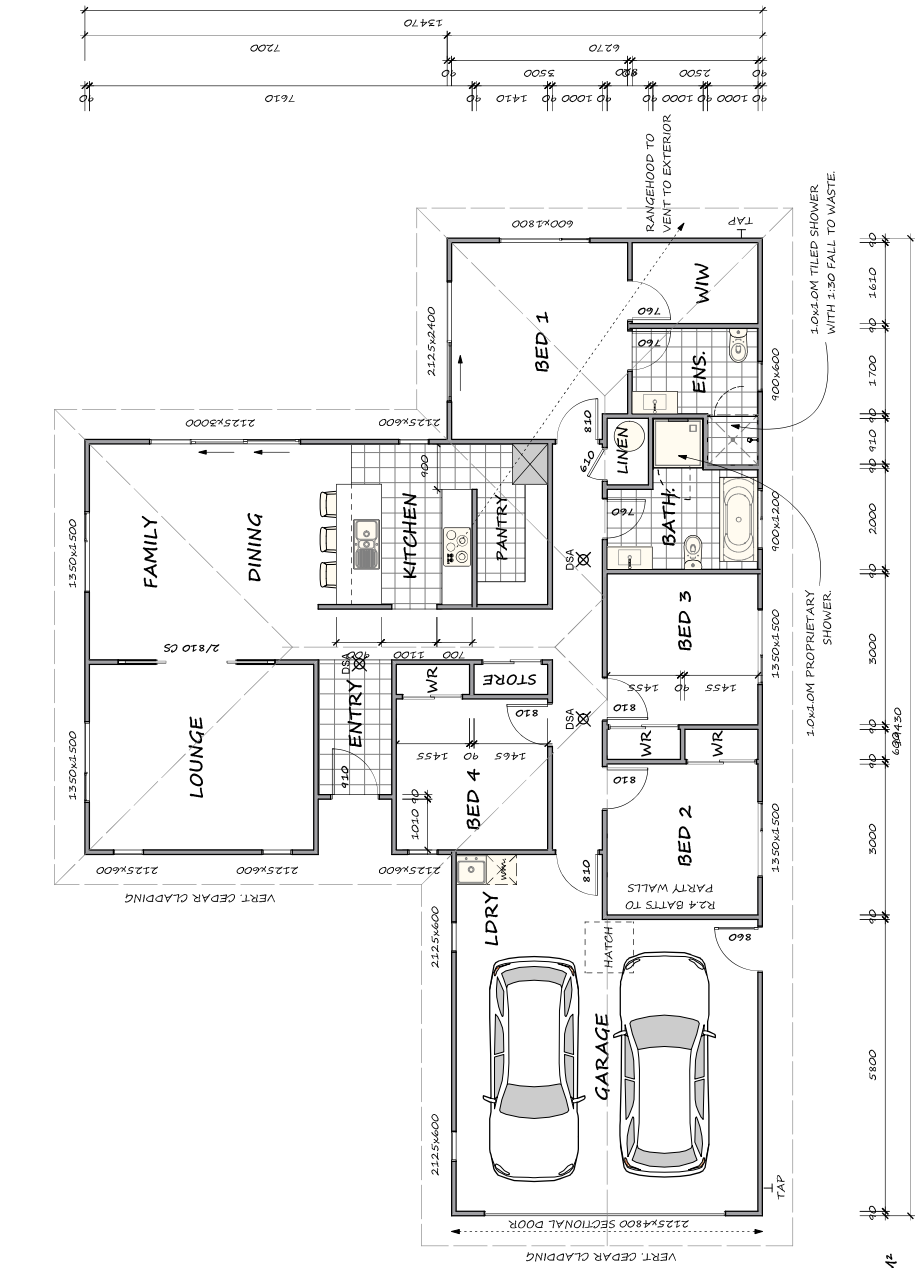 13470
7200
6270
90
3500
90
2500
90
90
7610
90
1410
90
1000
90
90
1000
90
1000
90
RANGEHOOD TO
VENT TO EXTERIOR
TAP
600x1800
2125x2400
BED 1
760
WIW
760
ENS.
900x600
1.0x1.0M TILED SHOWER
WITH 1:30 FALL TO WASTE.
2125x3000
2125x600
810
610
LINEN
900
1350x1500
FAMILY
DINING
KITCHEN
PANTRY
DSA
760
BATH.
900x1200
1.0x1.0M PROPRIETARY
SHOWER.
2/810 CS
DSA
900
1100
700
BED 3
1350x1500
1455
90
1455
810
LOUNGE
1350x1500
ENTRY
910
WR
STORE
810
DSA
1455
90
1465
BED 4
1010
90
WR
WR
810
BED 2
1350x1500
R2.4 BATTS TO
PARTY WALLS
2125x600
2125x600
2125x600
VERT. CEDAR CLADDING
810
WM
LDRY
2125x600
HATCH
860
GARAGE
2125x600
TAP
2125x4800 SECTIONAL DOOR
VERT. CEDAR CLADDING
90
1610
90
1700
90
910
90
2000
90
3000
90
90
3000
90
5800
90